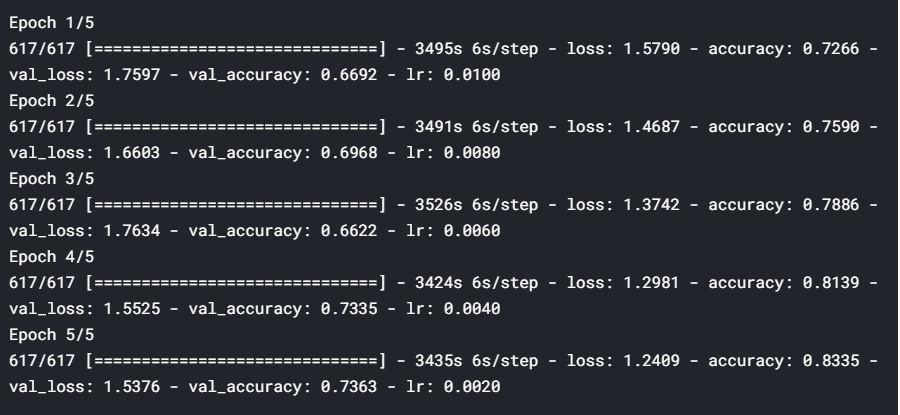 Epoch 1/5
617/617 [==============================] - 3495s 6s/step - loss: 1.5790 - accuracy: 0.7266 -
val_loss: 1.7597 - val_accuracy: 0.6692 - lr: 0.0100
Epoch 2/5
617/617 [==============================] - 3491s 6s/step - loss: 1.4687 - accuracy: 0.7590 -
val_loss: 1.6603 - val_accuracy: 0.6968 - lr: 0.0080
Epoch 3/5
617/617 [==============================] - 3526s 6s/step - loss: 1.3742 - accuracy: 0.7886 -
val_loss: 1.7634 - val_accuracy: 0.6622 - lr: 0.0060
Epoch 4/5
617/617 [==============================] - 3424s 6s/step - loss: 1.2981 - accuracy: 0.8139 -
val_loss: 1.5525 - val_accuracy: 0.7335 - lr: 0.0040
Epoch 5/5
617/617 [==============================] - 3435s 6s/step - loss: 1.2409 - accuracy: 0.8335 -
val_loss: 1.5376 - val_accuracy: 0.7363 - lr: 0.0020